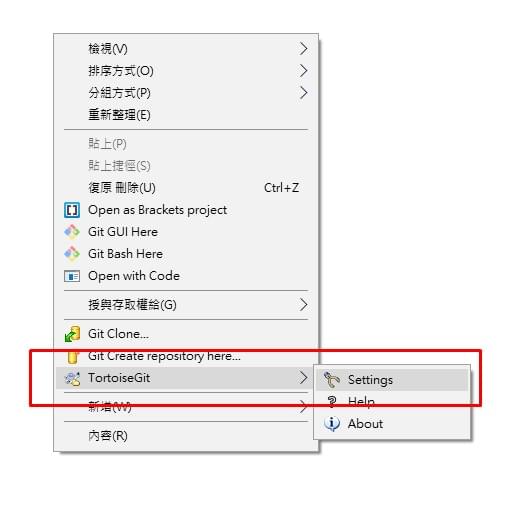 檢視(V)
排序方式(O)
分組方式(P)
重新整理(E)
貼上(P)
貼上捷徑(S)
復原 刪除(U) Ctrl+Z
Open as Brackets project
Git GUI Here
Git Bash Here
Open with Code
授與存取權給(G)
Git Clone...
Git Create repository here...
TortoiseGit
Settings
新增(W)
Help
About
內容(R)